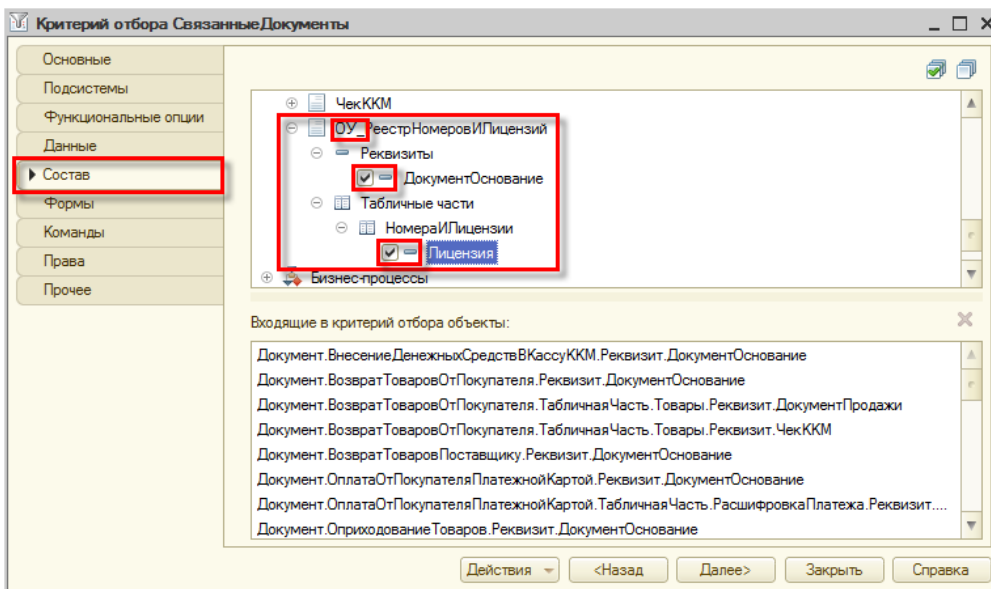 Критерий отбора СвязанныеДокументы
Основные
Подсистемы
Функциональные опции
Данные
Состав
Формы
Команды
Права
Прочее
ЧекККМ
ОУ_РеестрНомеровИЛицензий
Реквизиты
ДокументОснование
Табличные части
НомераИЛицензии
Лицензия
Бизнес-процессы
Входящие в критерий отбора объекты:
Документ.ВнесениеДенежныхСредствВКассуККМ.Реквизит.ДокументОснование
Документ.ВозвратТоваровОтПокупателя.Реквизит.ДокументОснование
Документ.ВозвратТоваровОтПокупателя.ТабличнаяЧасть.Товары.Реквизит.ДокументПродажи
Документ.ВозвратТоваровОтПокупателя.ТабличнаяЧасть.Товары.Реквизит.ЧекККМ
Документ.ВозвратТоваровПоставщику.Реквизит.ДокументОснование
Документ.ОплатаОтПокупателяПлатежнойКартой.Реквизит.ДокументОснование
Документ.ОплатаОтПокупателяПлатежнойКартой.ТабличнаяЧасть.РасшифровкаПлатежа.Реквизит....
Документ.ОприходованиеТоваров.Реквизит.ДокументОснование
Действия <Назад Далее> Закрыть Справка